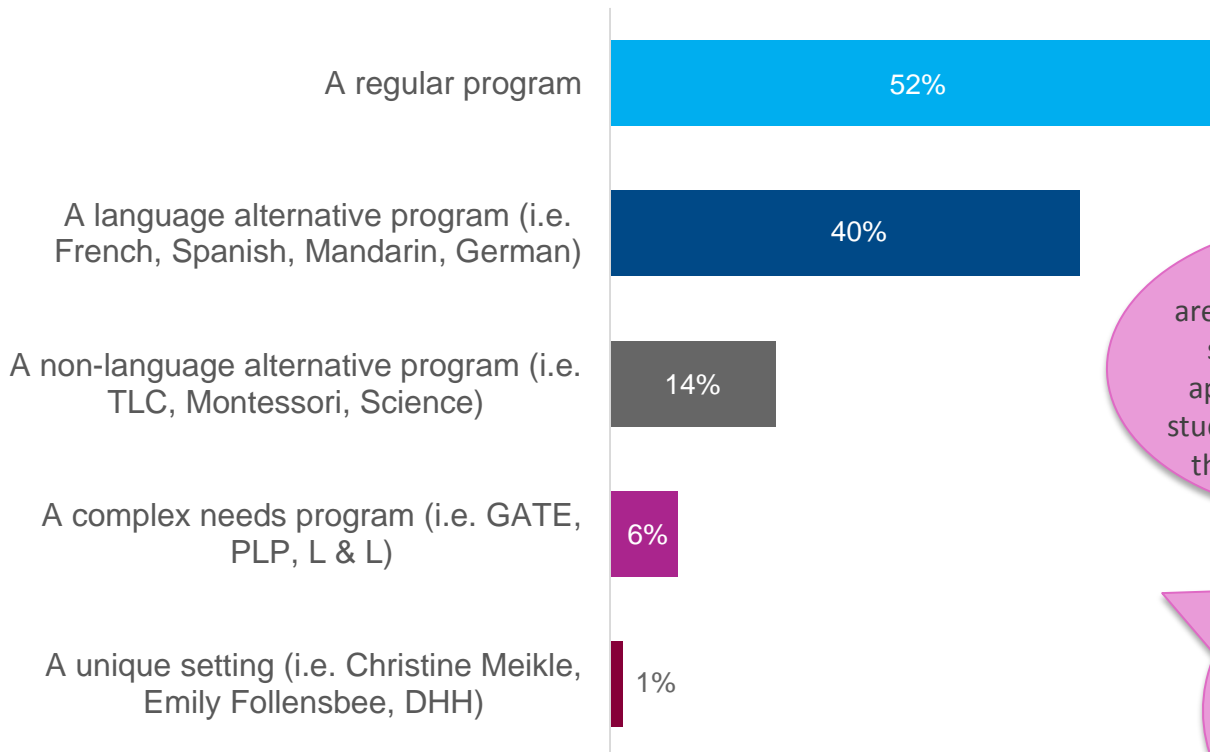 A regular program
52%
A language alternative program (i.e.
French, Spanish, Mandarin, German)
40%
A non-language alternative program (i.e.
TLC, Montessori, Science)
14%
A complex needs program (i.e. GATE,
PLP, L & L)
6%
A unique setting (i.e. Christine Meikle,
Emily Follensbee, DHH)
1%
are